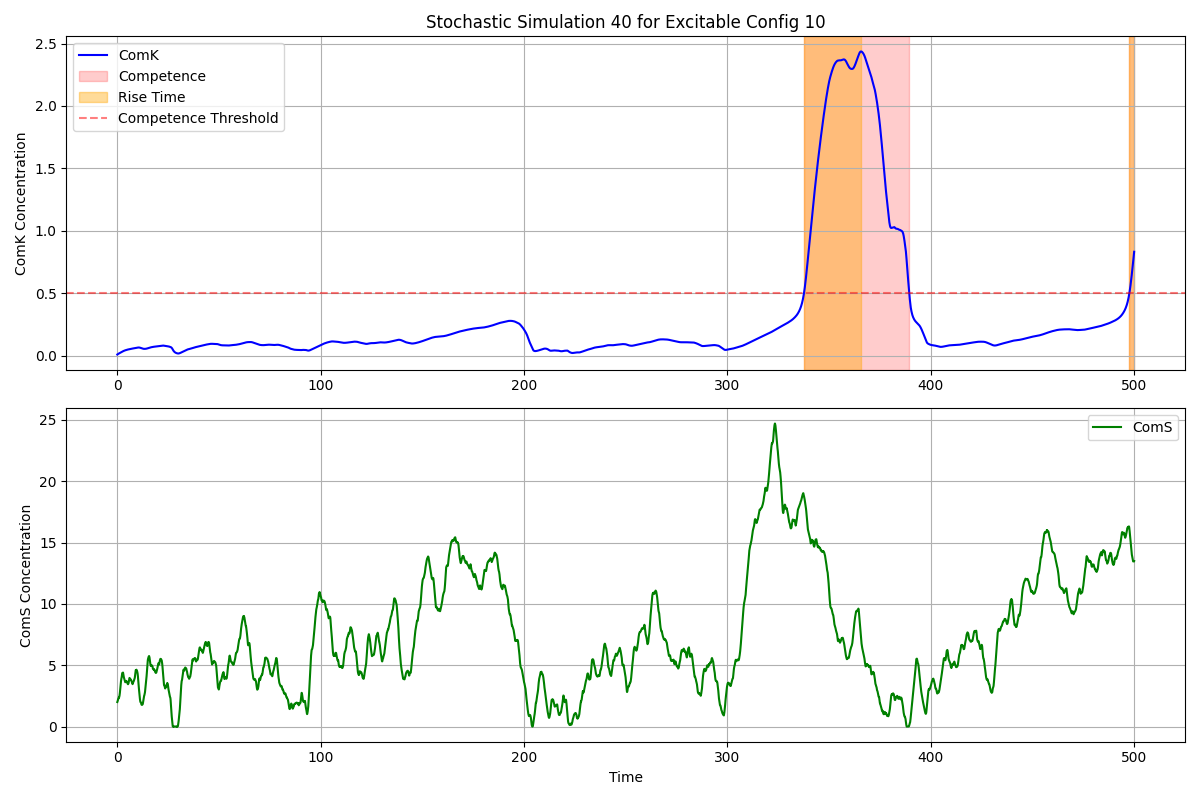 Stochastic Simulation 40 for Excitable Config 10
ComK Concentration
2.5
2.0
1.5
1.0
0.5
0.0
ComK
Competence
Rise Time
Competence Threshold
0 100 200 300 400 500
ComS Concentration
25
20
15
10
5
0
ComS
0 100 200 300 400 500
Time